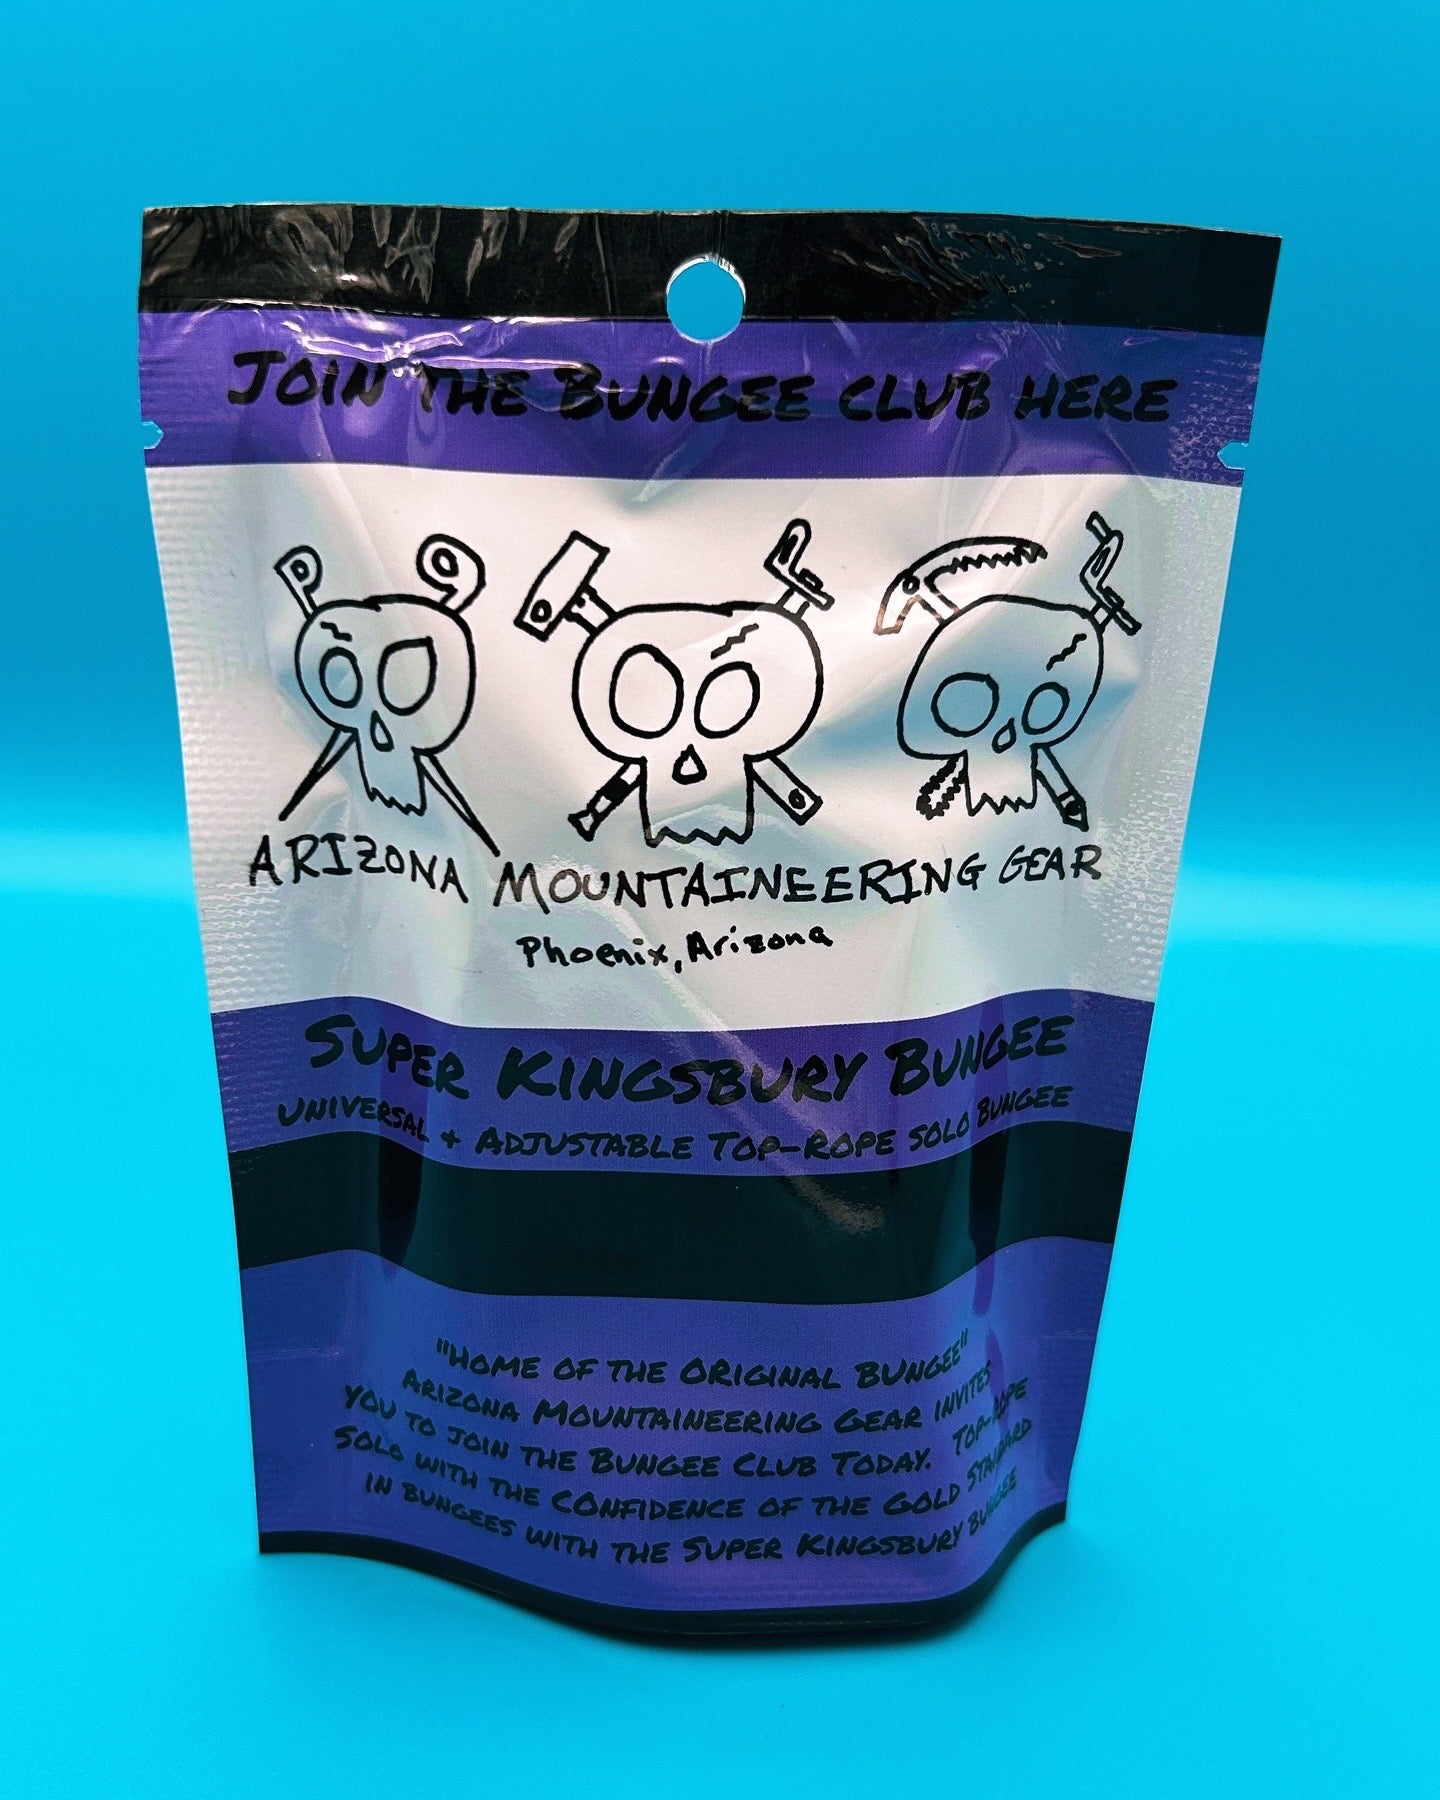 Join the Bungee club here
ARIZONA MOUNTAINEERING GEAR
Phoenix, Arizona
Super Kingsbury Bungee
Universal + Adjustable Top-Rope solo Bungee
"Home of the Original Bungee"
Arizona Mountaineering Gear invites
you to join the Bungee Club Today. Top-Rope
Solo with the Confidence of the Gold Standard
in bungees with the Super Kingsbury Bungee